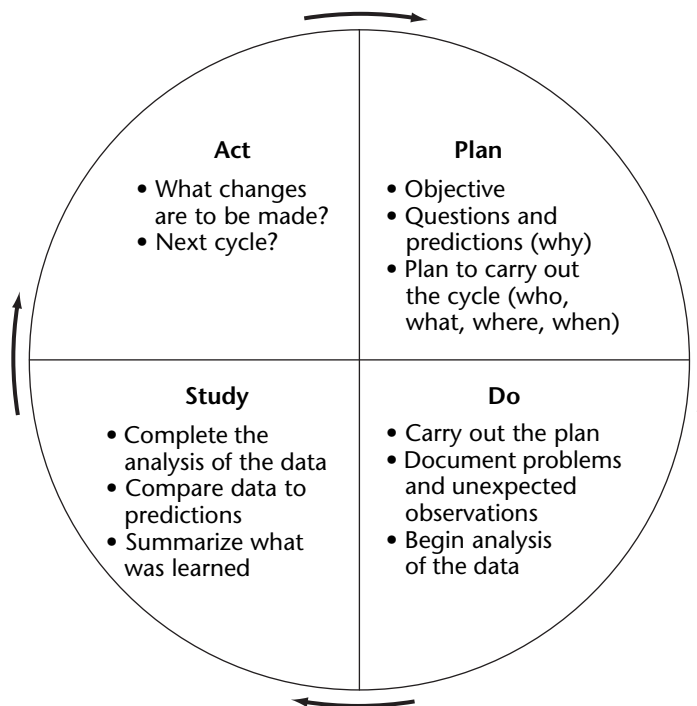 Act
• What changes
are to be made?
• Next cycle?
Plan
• Objective
• Questions and
predictions (why)
• Plan to carry out
the cycle (who,
what, where, when)
Study
• Complete the
analysis of the data
• Compare data to
predictions
• Summarize what
was learned
Do
• Carry out the plan
• Document problems
and unexpected
observations
• Begin analysis
of the data